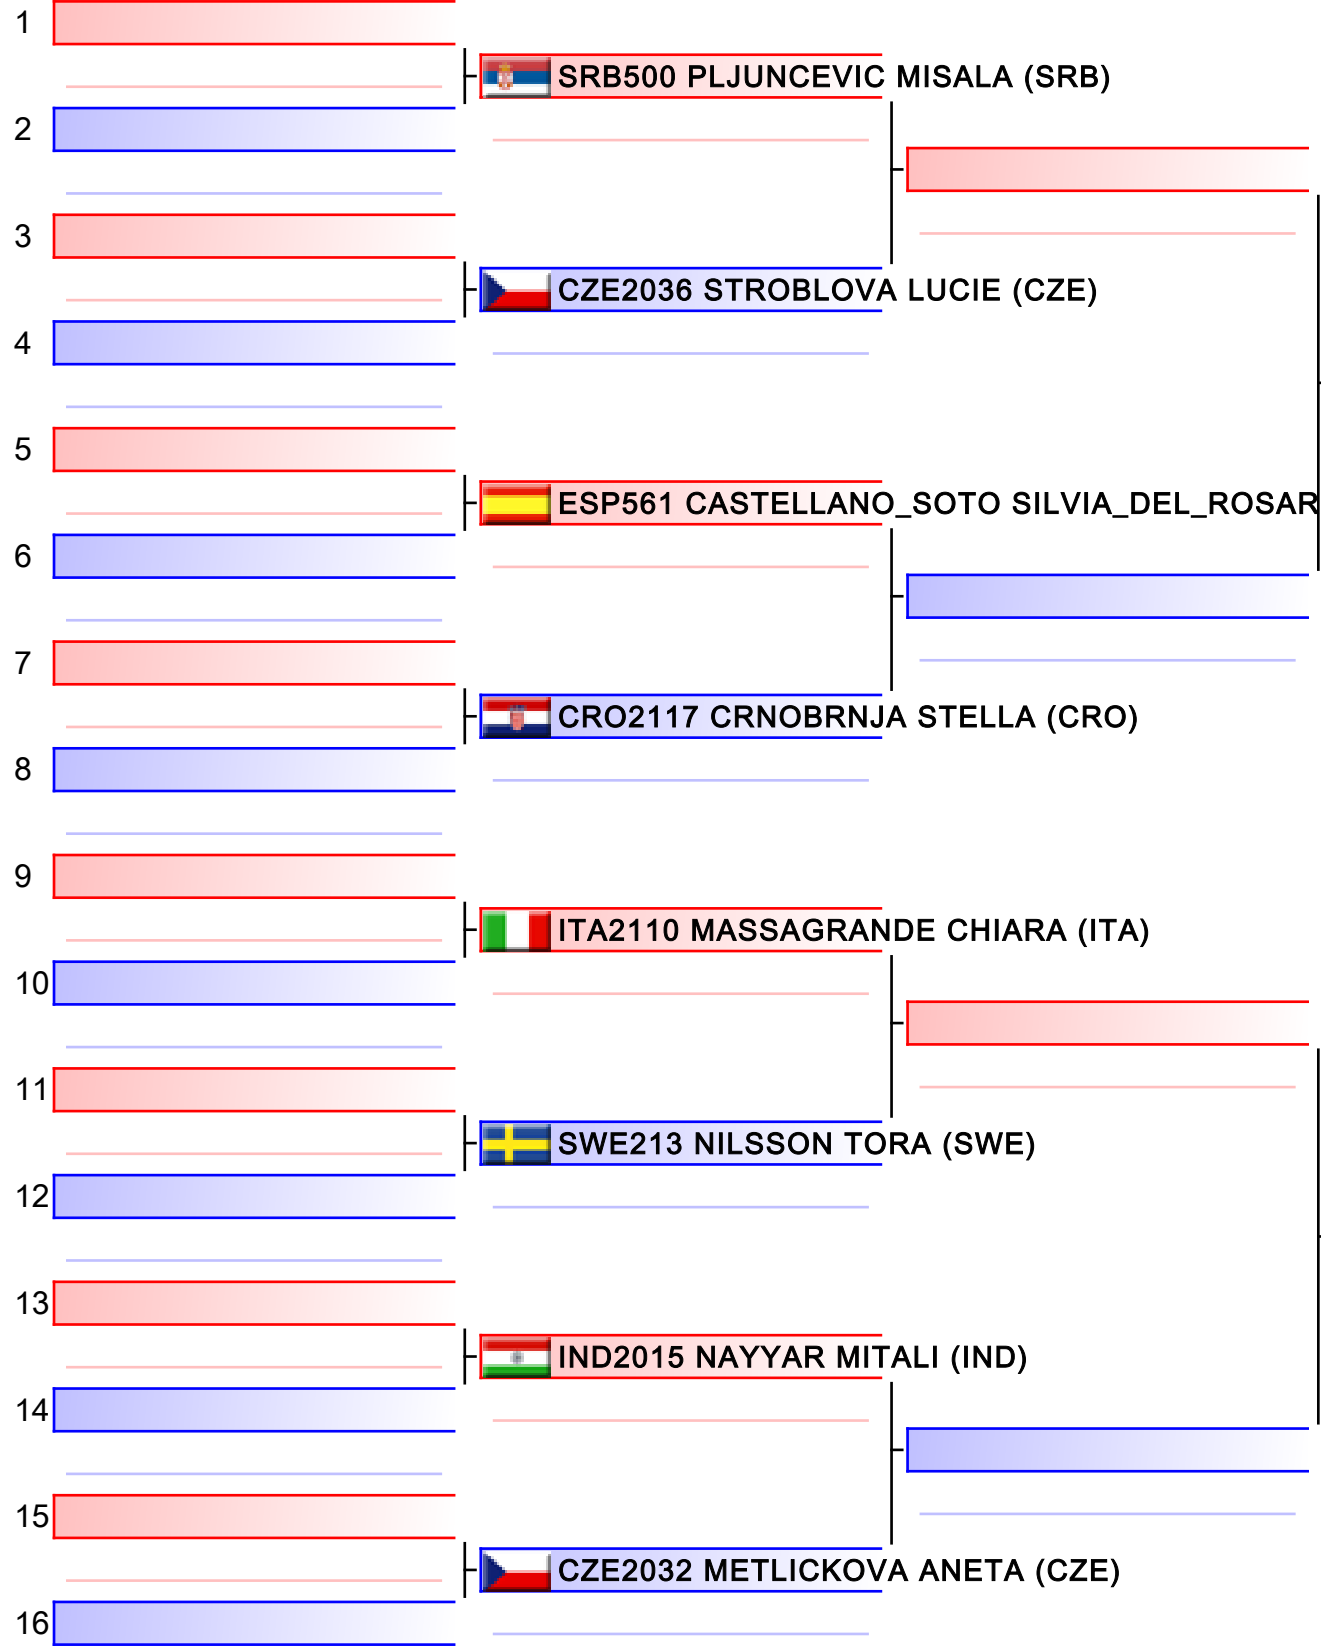 1
SRB500 PLJUNCEVIC MISALA (SRB)
2
3
CZE2036 STROBLOVA LUCIE (CZE)
4
5
ESP561 CASTELLANO_SOTO SILVIA_DEL_ROSAR
6
7
CRO2117 CRNOBRNJA STELLA (CRO)
8
9
ITA2110 MASSAGRANDE CHIARA (ITA)
10
11
SWE213 NILSSON TORA (SWE)
12
13
IND2015 NAYYAR MITALI (IND)
14
15
CZE2032 METLICKOVA ANETA (CZE)
16